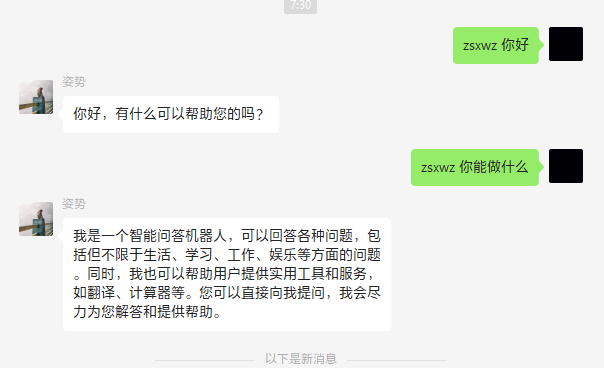 7:30
zsxwz 你好
姿势
你好，有什么可以帮助您的吗？
zsxwz 你能做什么
姿势
我是一个智能问答机器人，可以回答各种问题，包
括但不限于生活、学习、工作、娱乐等方面的问题
。同时，我也可以帮助用户提供实用工具和服务，
如翻译、计算器等。您可以直接向我提问，我会尽
力为您解答和提供帮助。
以下是新消息